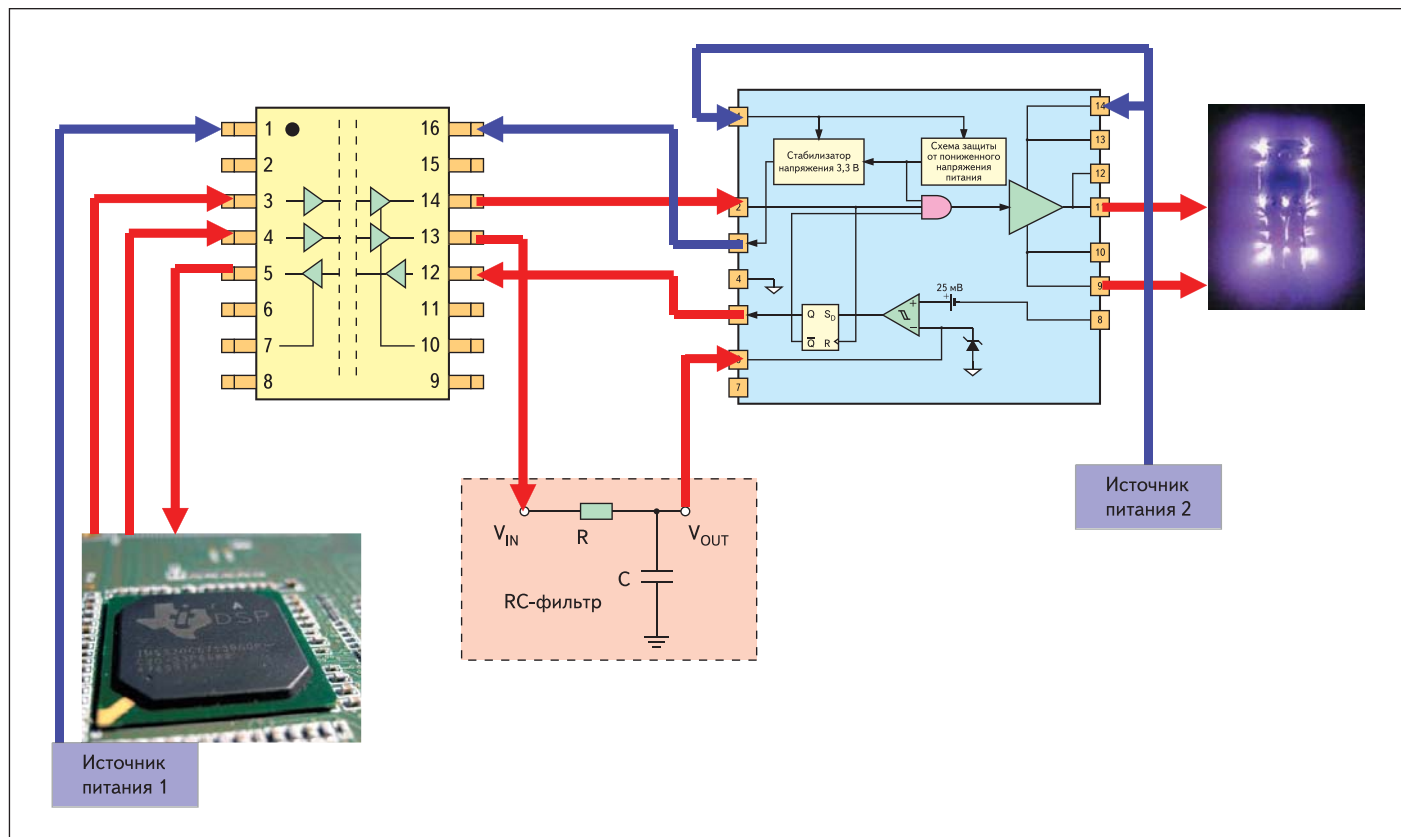 1
2
3
4
5
6
7
8
16
15
14
13
12
11
10
9
Стабилизатор
напряжения 3,3 В
Схема защиты
от пониженного
напряжения
питания
2
4
7
14
13
12
11
10
9
8
25 мВ
+
+
−
Q
S_D
Q̅
R
V_IN
R
V_OUT
C
RC-фильтр
DSP
Источник
питания 1
Источник
питания 2